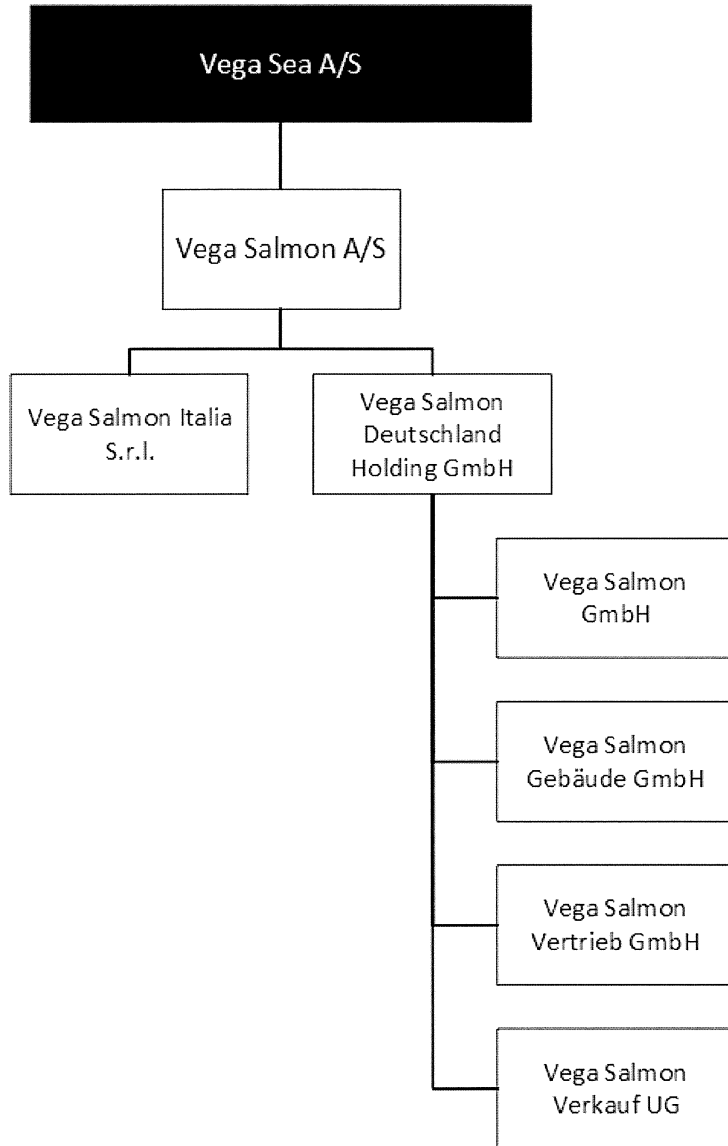 Vega Sea A/S
Vega Salmon A/S
Vega Salmon Italia
S.r.l.
Vega Salmon
Deutschland
Holding GmbH
Vega Salmon
GmbH
Vega Salmon
Gebäude GmbH
Vega Salmon
Vertrieb GmbH
Vega Salmon
Verkauf UG